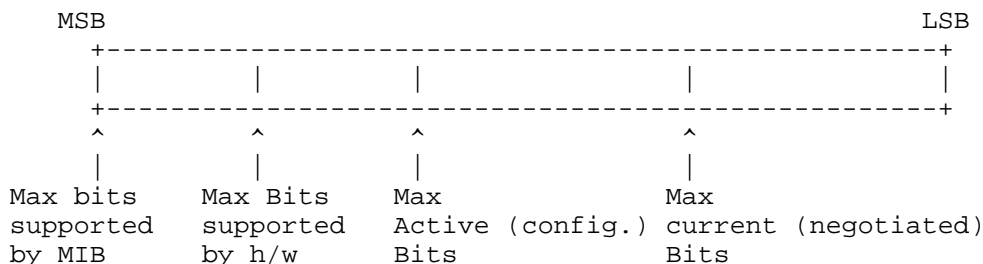 MSB LSB
+----------------------------------------------------+
| | | | |
+----------------------------------------------------+
^ ^ ^ ^
| | | |
Max bits Max Bits Max Max
supported supported Active (config.) current (negotiated)
by MIB by h/w Bits Bits